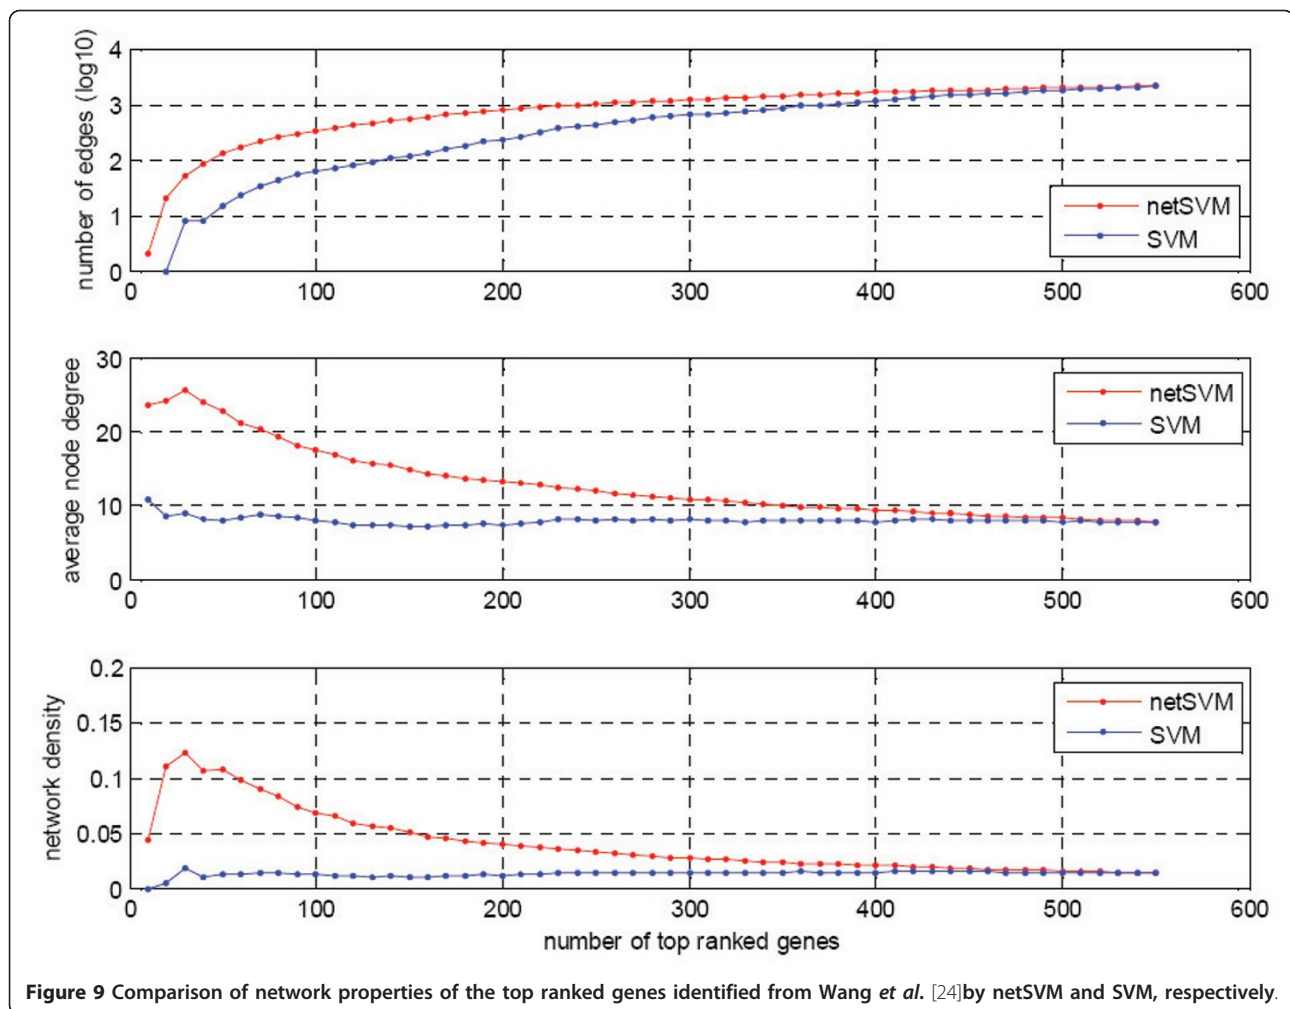 number of edges (log10)
4
3
2
1
0
0 100 200 300 400 500 600
netSVM
SVM
average node degree
30
20
10
0
0 100 200 300 400 500 600
netSVM
SVM
network density
0.2
0.15
0.1
0.05
0
0 100 200 300 400 500 600
netSVM
SVM
number of top ranked genes
Figure 9 Comparison of network properties of the top ranked genes identified from Wang et al. [24]by netSVM and SVM, respectively.